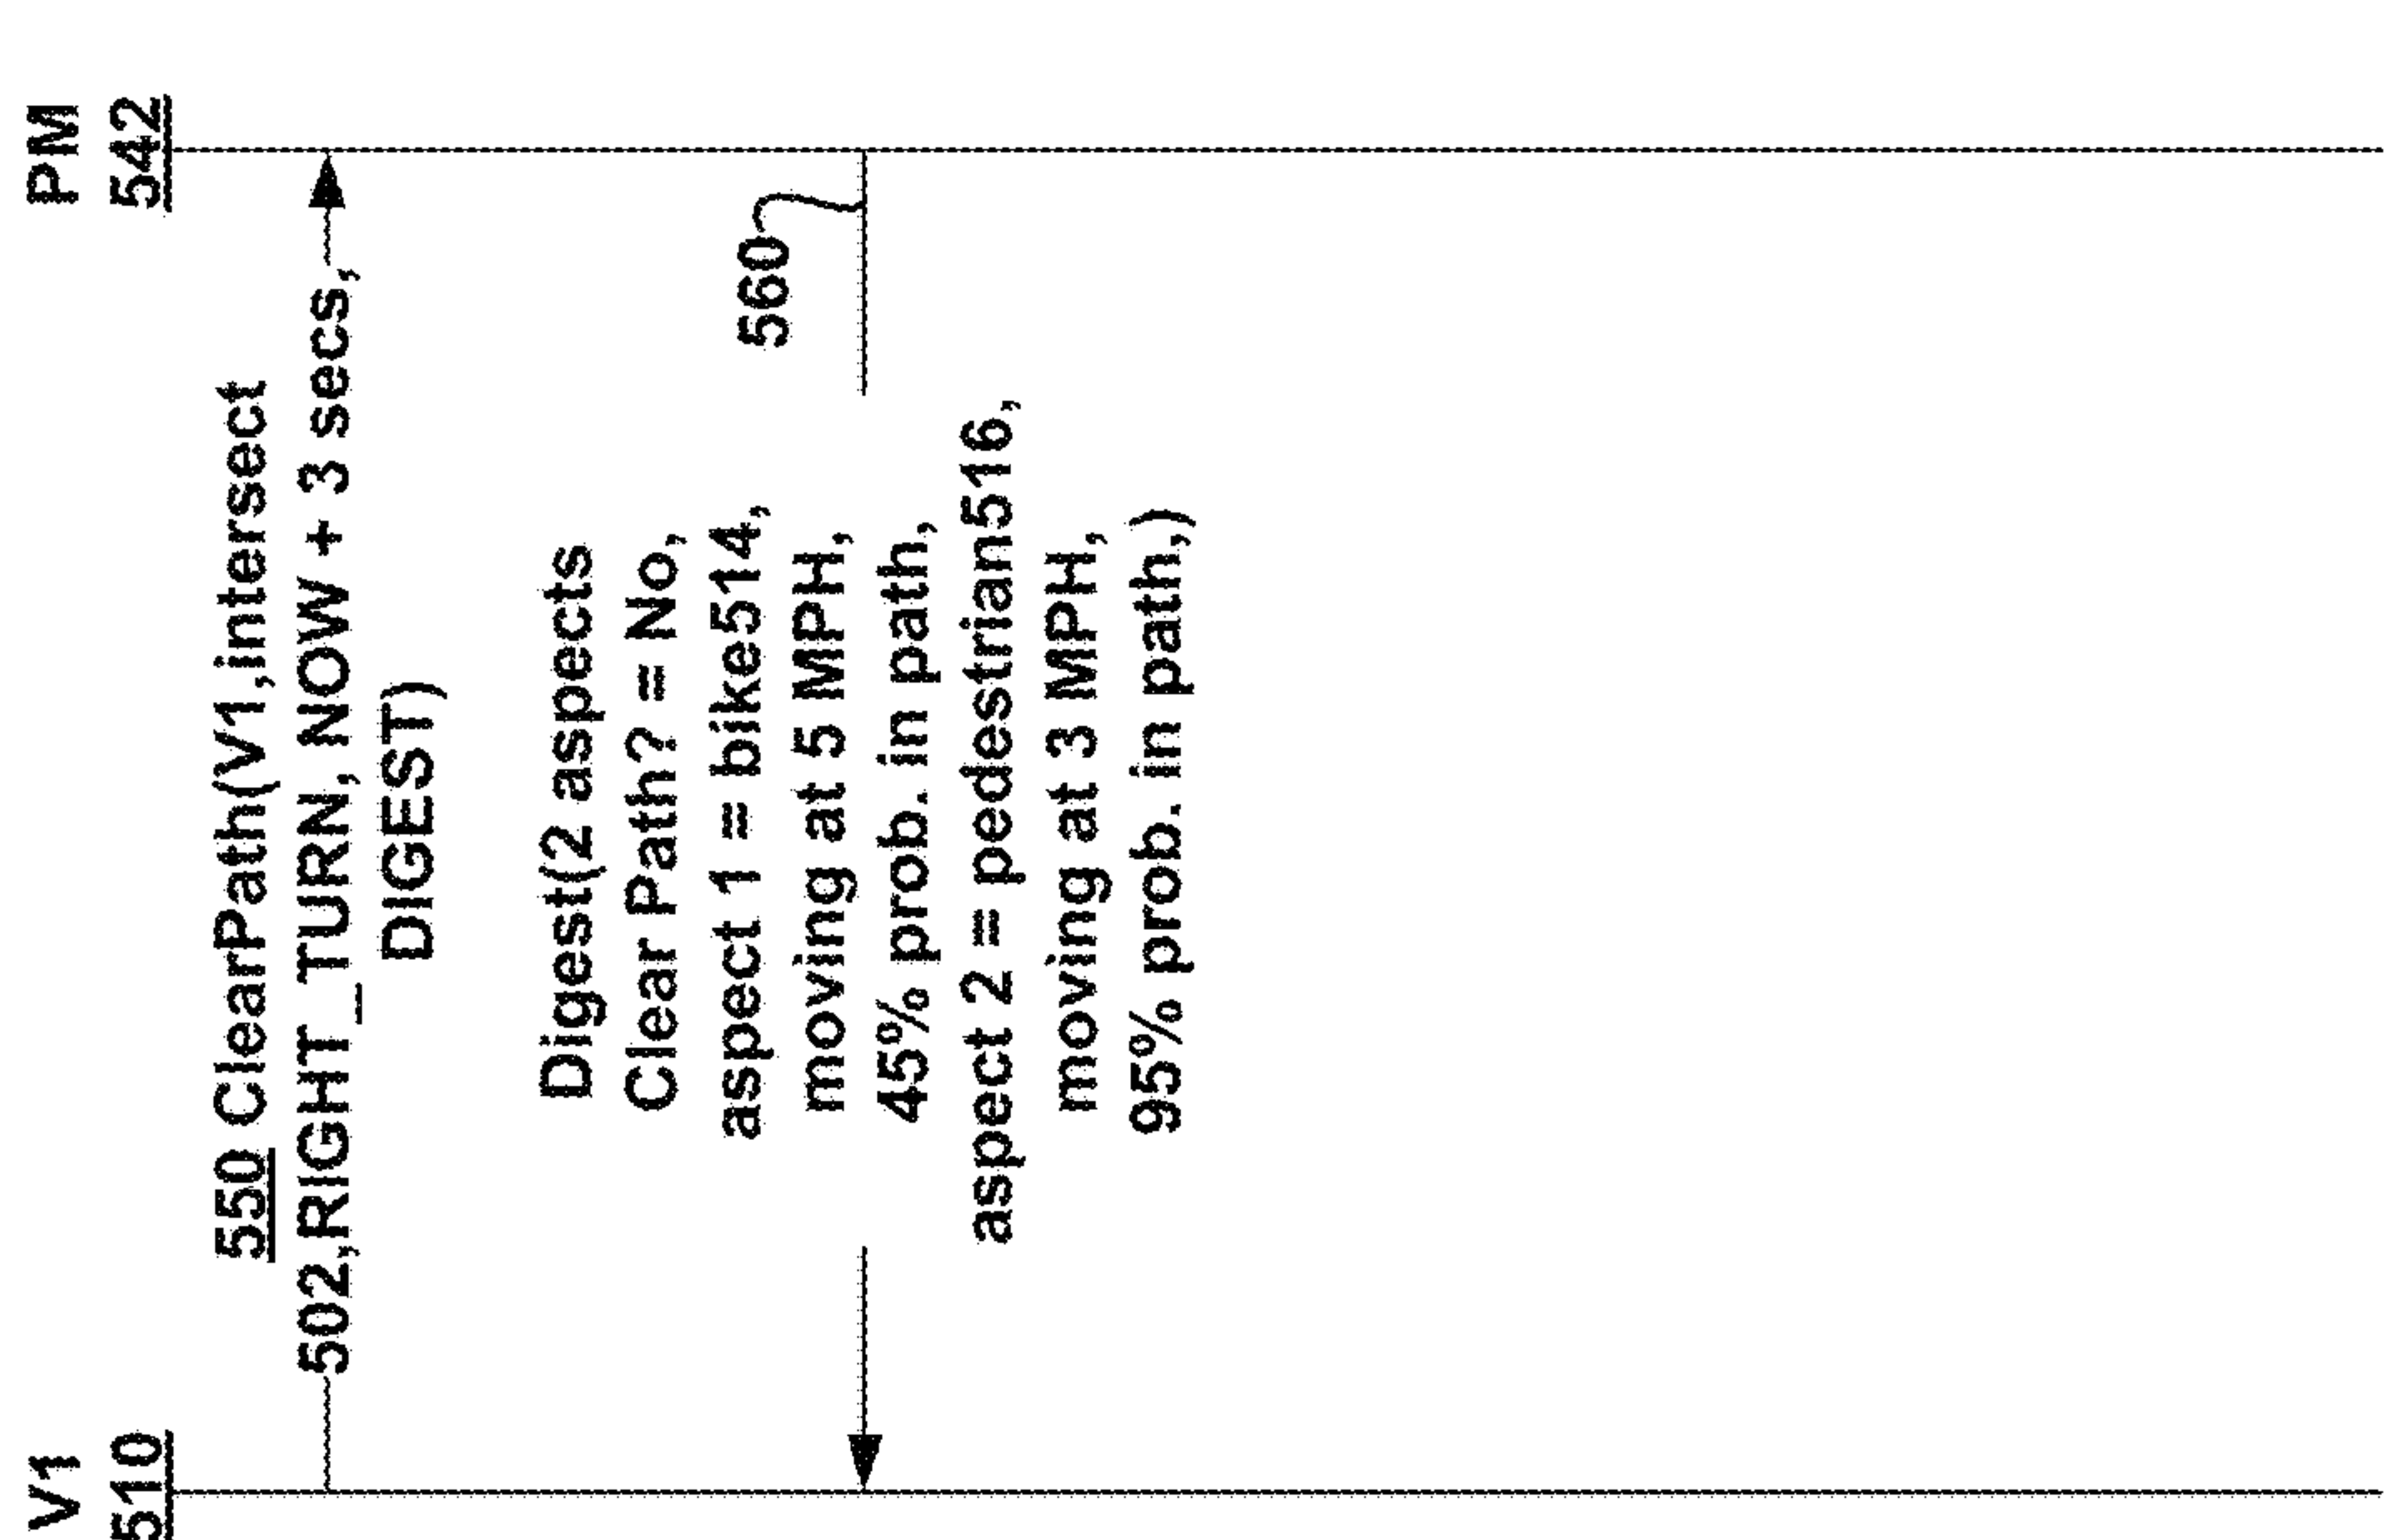 V1
510
PM
542
550 ClearPath(V1,intersect
502,RIGHT_TURN, NOW + 3 secs,
DIGEST)
560
Digest(2 aspects
Clear Path? = No,
aspect 1 = bike514,
moving at 5 MPH,
45% prob. in path,
aspect 2 = pedestrian516,
moving at 3 MPH,
95% prob. in path,)